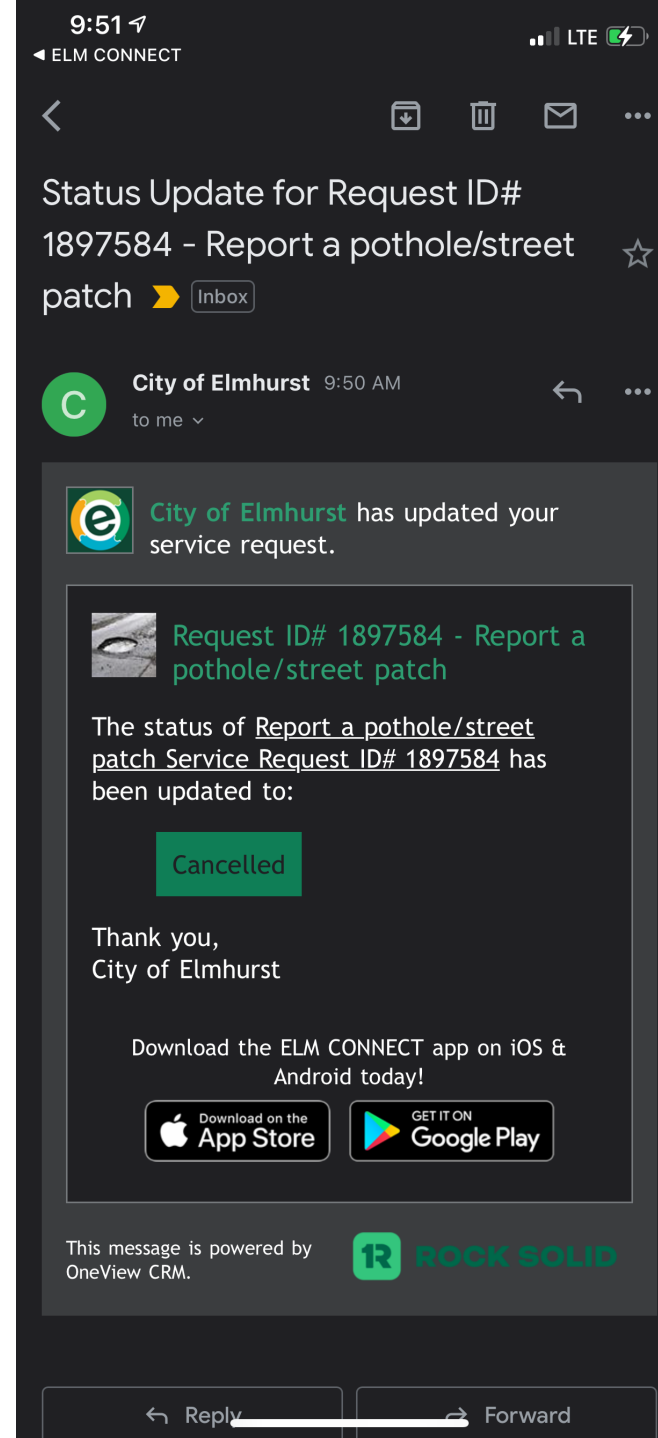 9:51
LTE
◀ ELM CONNECT
Status Update for Request ID#
1897584 - Report a pothole/street
patch Inbox
C
City of Elmhurst 9:50 AM
to me
e
City of Elmhurst has updated your
service request.
Request ID# 1897584 - Report a
pothole/street patch
The status of Report a pothole/street
patch Service Request ID# 1897584 has
been updated to:
Cancelled
Thank you,
City of Elmhurst
Download the ELM CONNECT app on iOS &
Android today!
Download on the
App Store
GET IT ON
Google Play
This message is powered by
OneView CRM.
1R ROCK SOLID
Reply
Forward